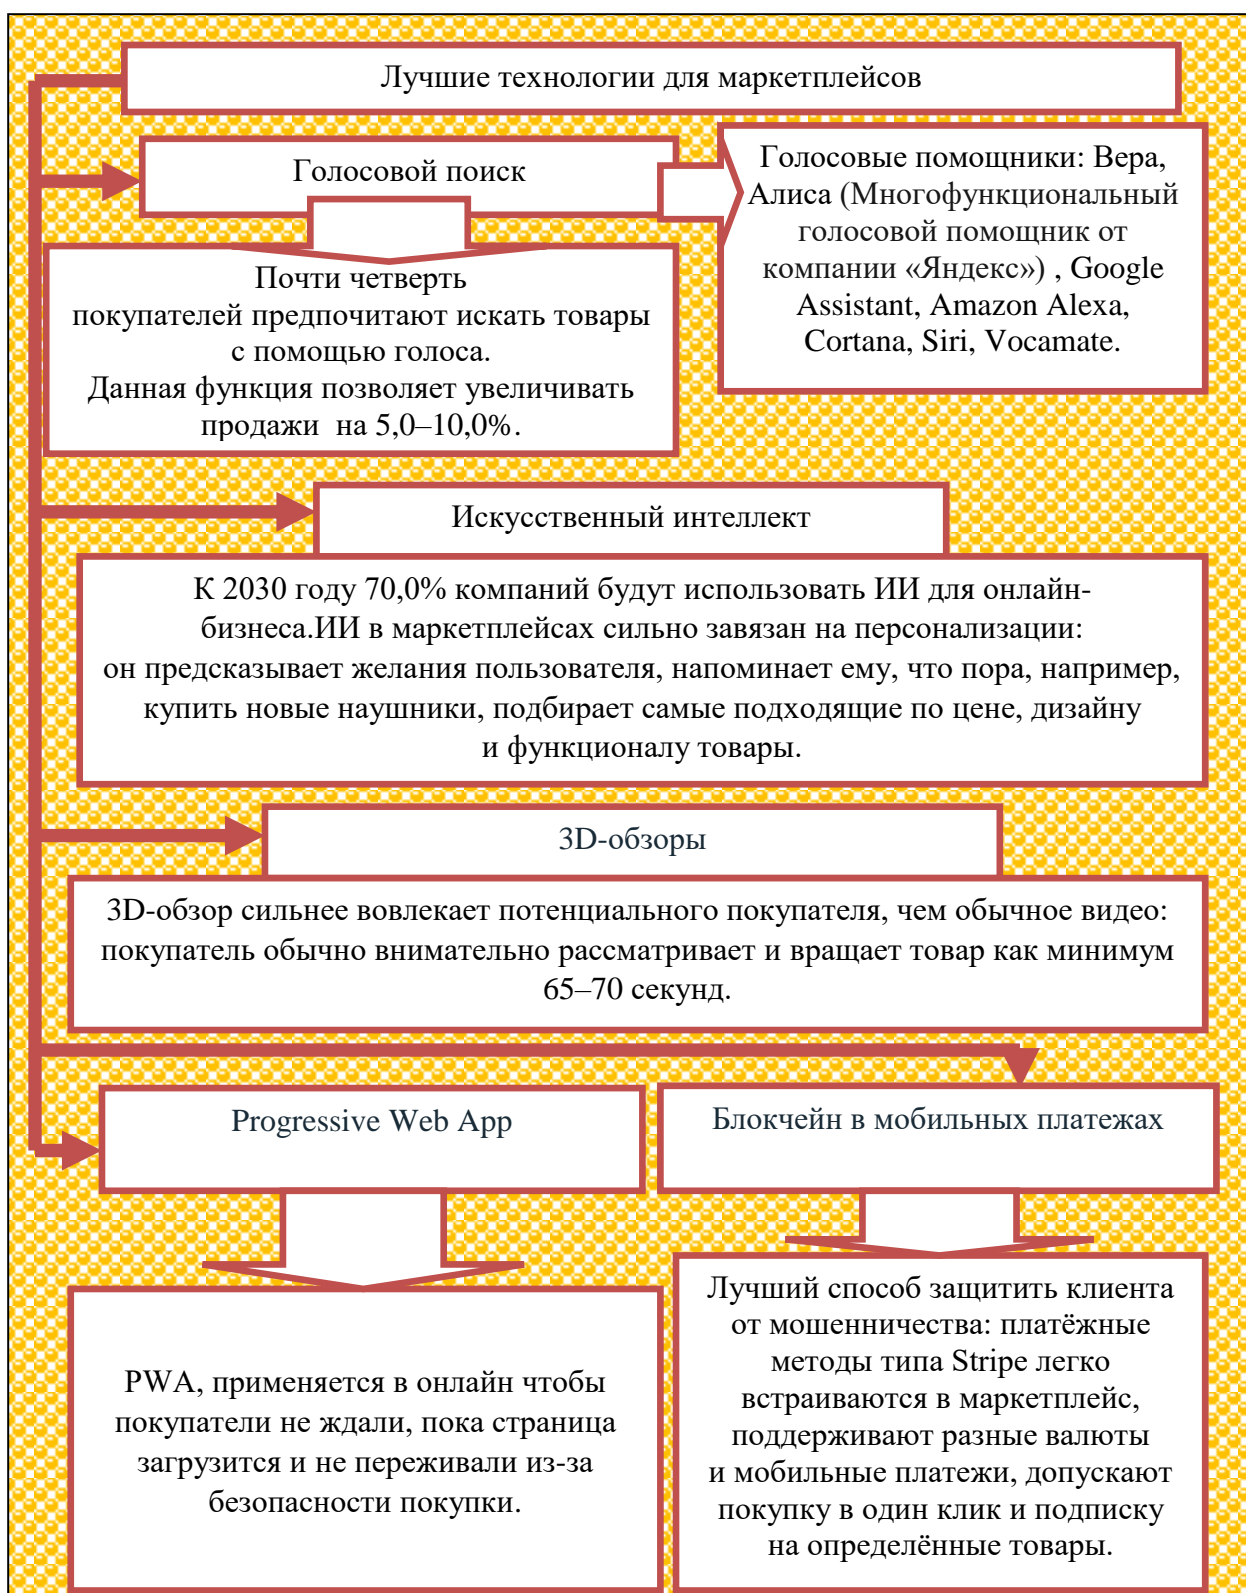 Лучшие технологии для маркетплейсов
Голосовой поиск
Голосовые помощники: Вера,
Алиса (Многофункциональный
голосовой помощник от
компании «Яндекс») , Google
Assistant, Amazon Alexa,
Cortana, Siri, Vocamate.
Почти четверть
покупателей предпочитают искать товары
с помощью голоса.
Данная функция позволяет увеличивать
продажи  на 5,0–10,0%.
Искусственный интеллект
К 2030 году 70,0% компаний будут использовать ИИ для онлайн-
бизнеса.ИИ в маркетплейсах сильно завязан на персонализации:
он предсказывает желания пользователя, напоминает ему, что пора, например,
купить новые наушники, подбирает самые подходящие по цене, дизайну
и функционалу товары.
3D-обзоры
3D-обзор сильнее вовлекает потенциального покупателя, чем обычное видео:
покупатель обычно внимательно рассматривает и вращает товар как минимум
65–70 секунд.
Progressive Web App
PWA, применяется в онлайн чтобы
покупатели не ждали, пока страница
загрузится и не переживали из-за
безопасности покупки.
Блокчейн в мобильных платежах
Лучший способ защитить клиента
от мошенничества: платёжные
методы типа Stripe легко
встраиваются в маркетплейс,
поддерживают разные валюты
и мобильные платежи, допускают
покупку в один клик и подписку
на определённые товары.